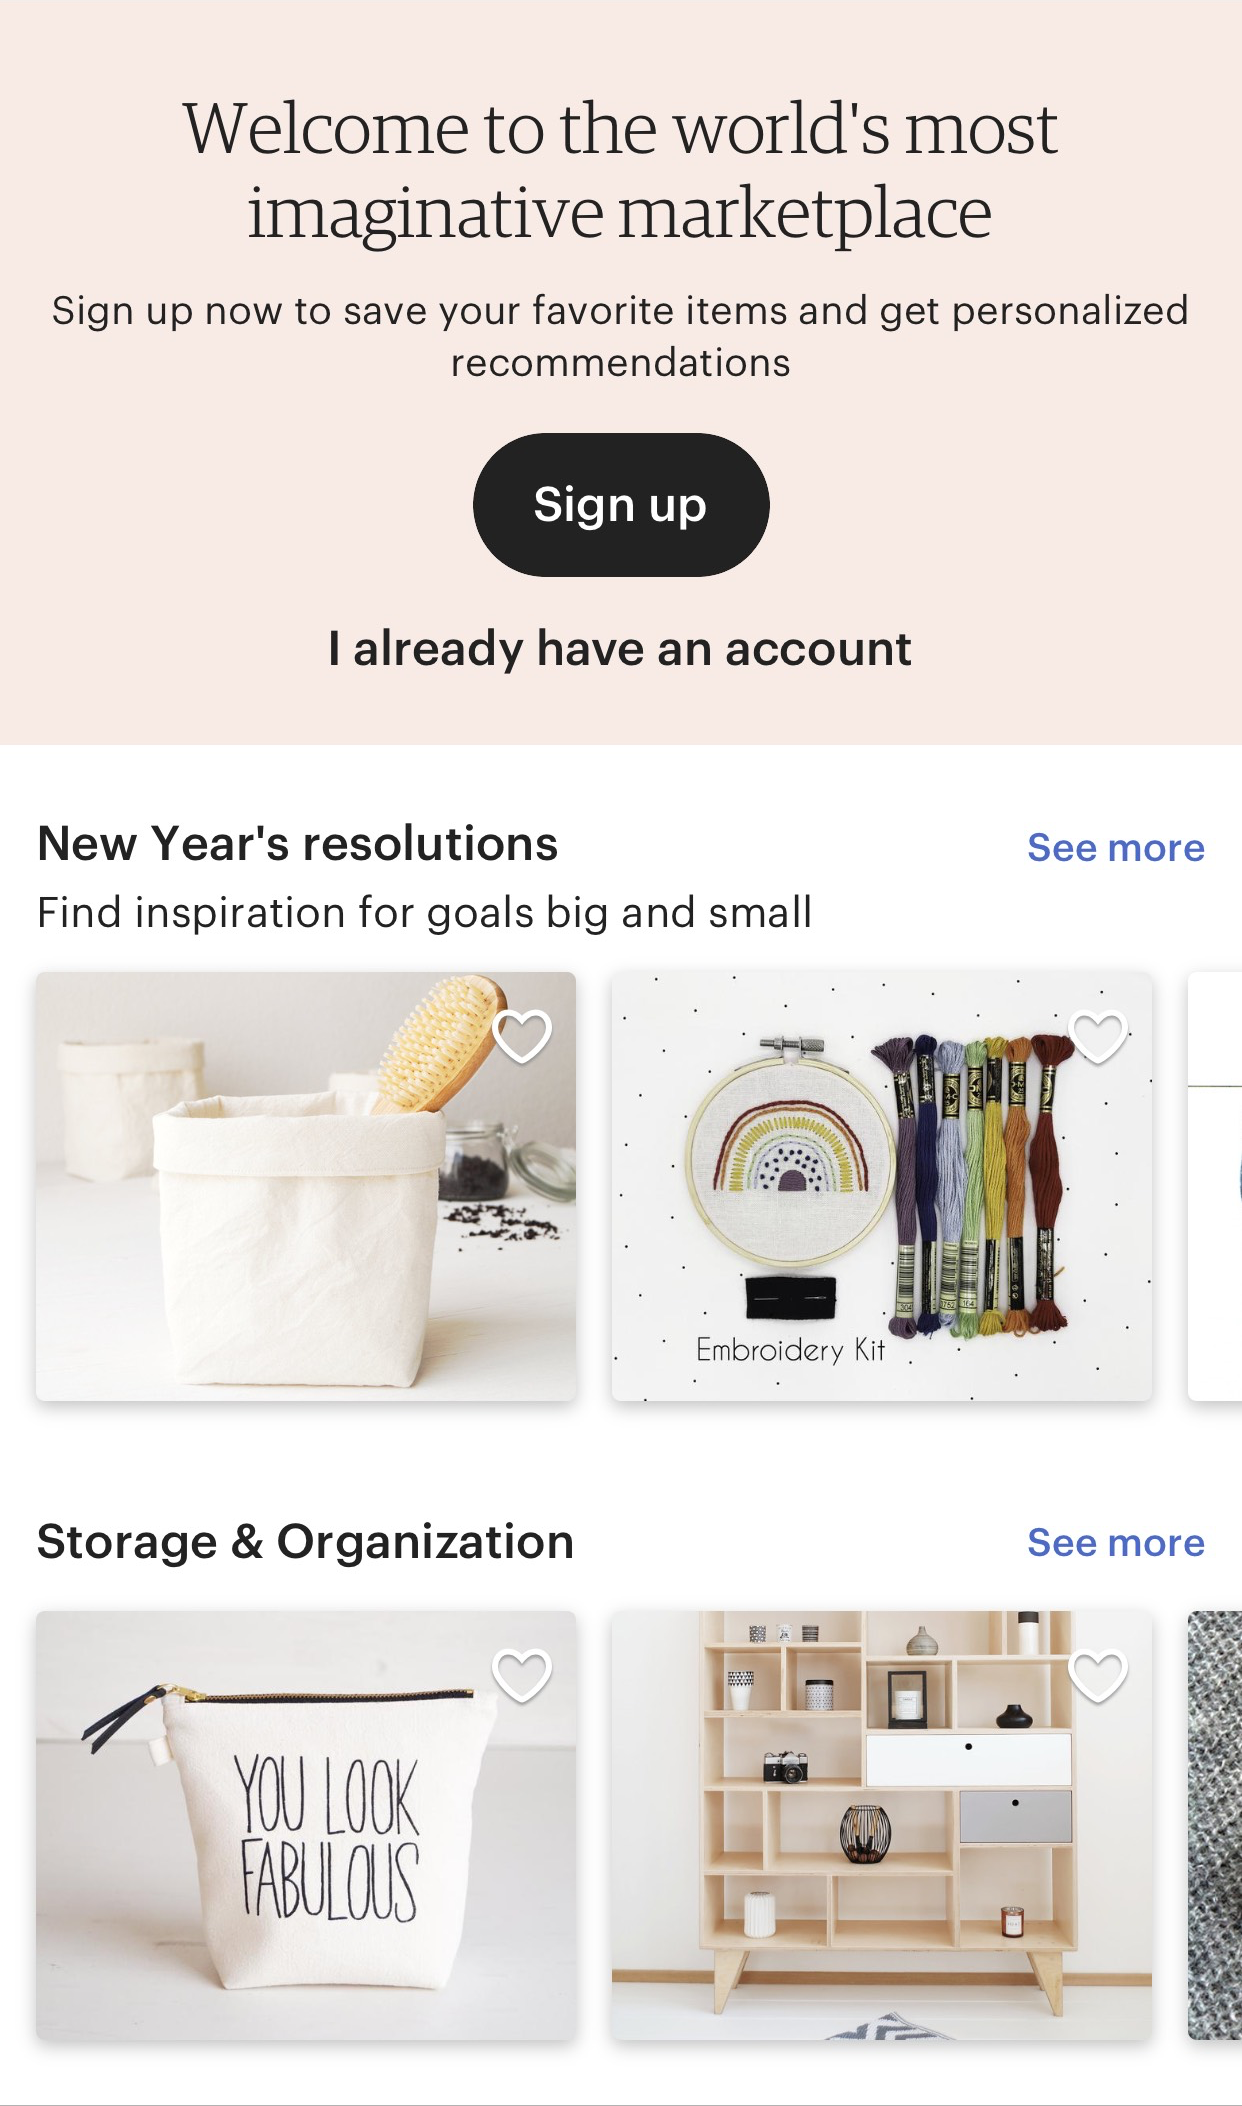 Welcome to the world's most
imaginative marketplace
Sign up now to save your favorite items and get personalized
recommendations
Sign up
I already have an account
New Year's resolutions
See more
Find inspiration for goals big and small
Embroidery Kit
Storage & Organization
See more
YOU LOOK
FABULOUS